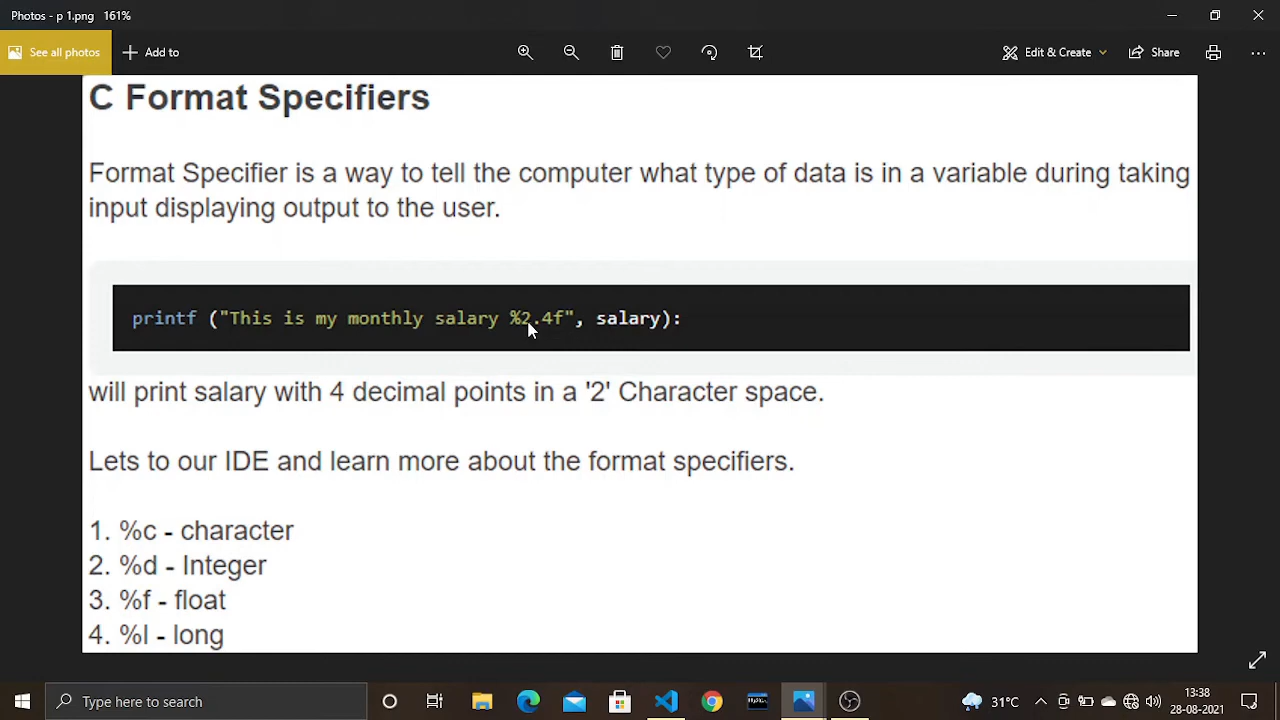 Photos - p 1.png 161%
See all photos
Add to
Edit & Create
Share
C Format Specifiers
Format Specifier is a way to tell the computer what type of data is in a variable during taking
input displaying output to the user.
printf ("This is my monthly salary %2.4f", salary):
will print salary with 4 decimal points in a '2' Character space.
Lets to our IDE and learn more about the format specifiers.
1. %c - character
2. %d - Integer
3. %f - float
4. %l - long
Type here to search
31°C
13:38
28-08-2021